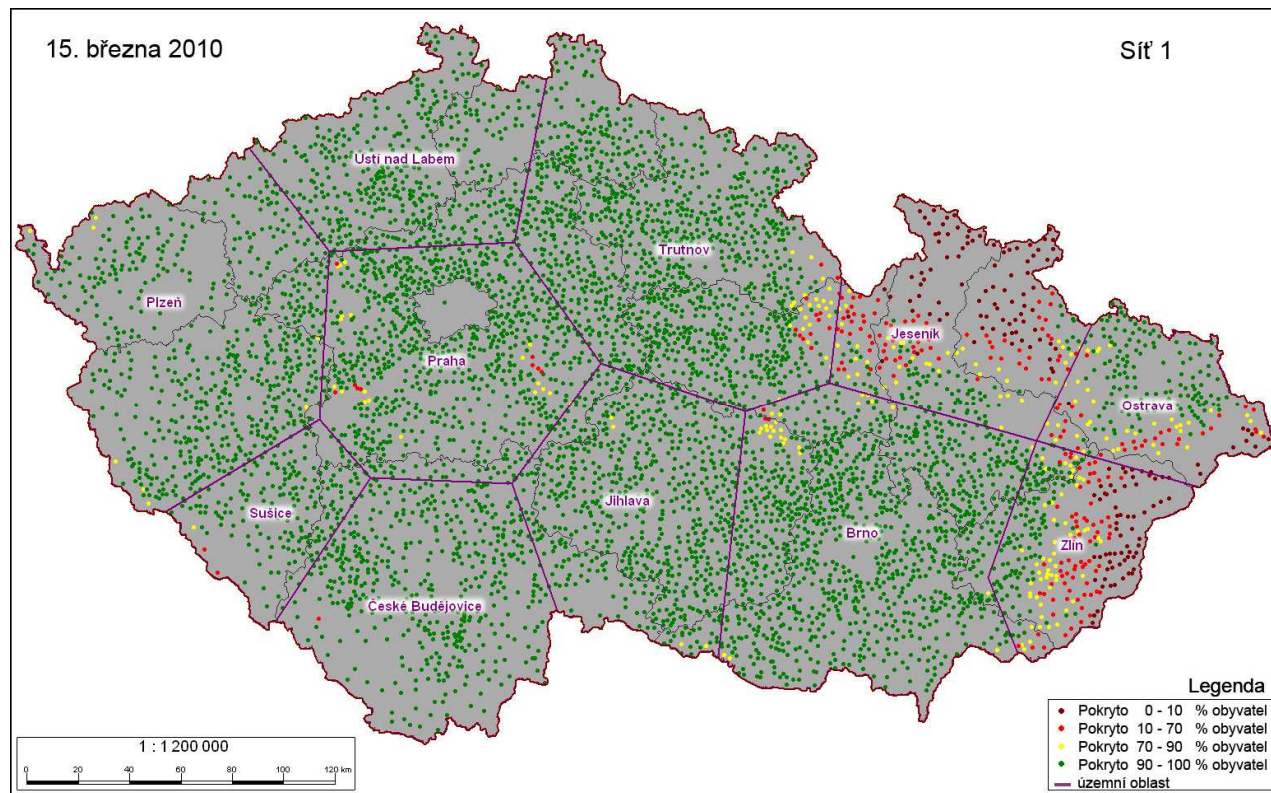 15. března 2010
Síť 1
Ústí nad Labem
Trutnov
Plzeň
Jeseník
Praha
Ostrava
Sušice
Jihlava
Brno
Zlín
České Budějovice
Legenda
Pokryto 0 - 10 % obyvatel
Pokryto 10 - 70 % obyvatel
Pokryto 70 - 90 % obyvatel
Pokryto 90 - 100 % obyvatel
územní oblast
1 : 1 200 000
0 20 40 60 80 100 120 km